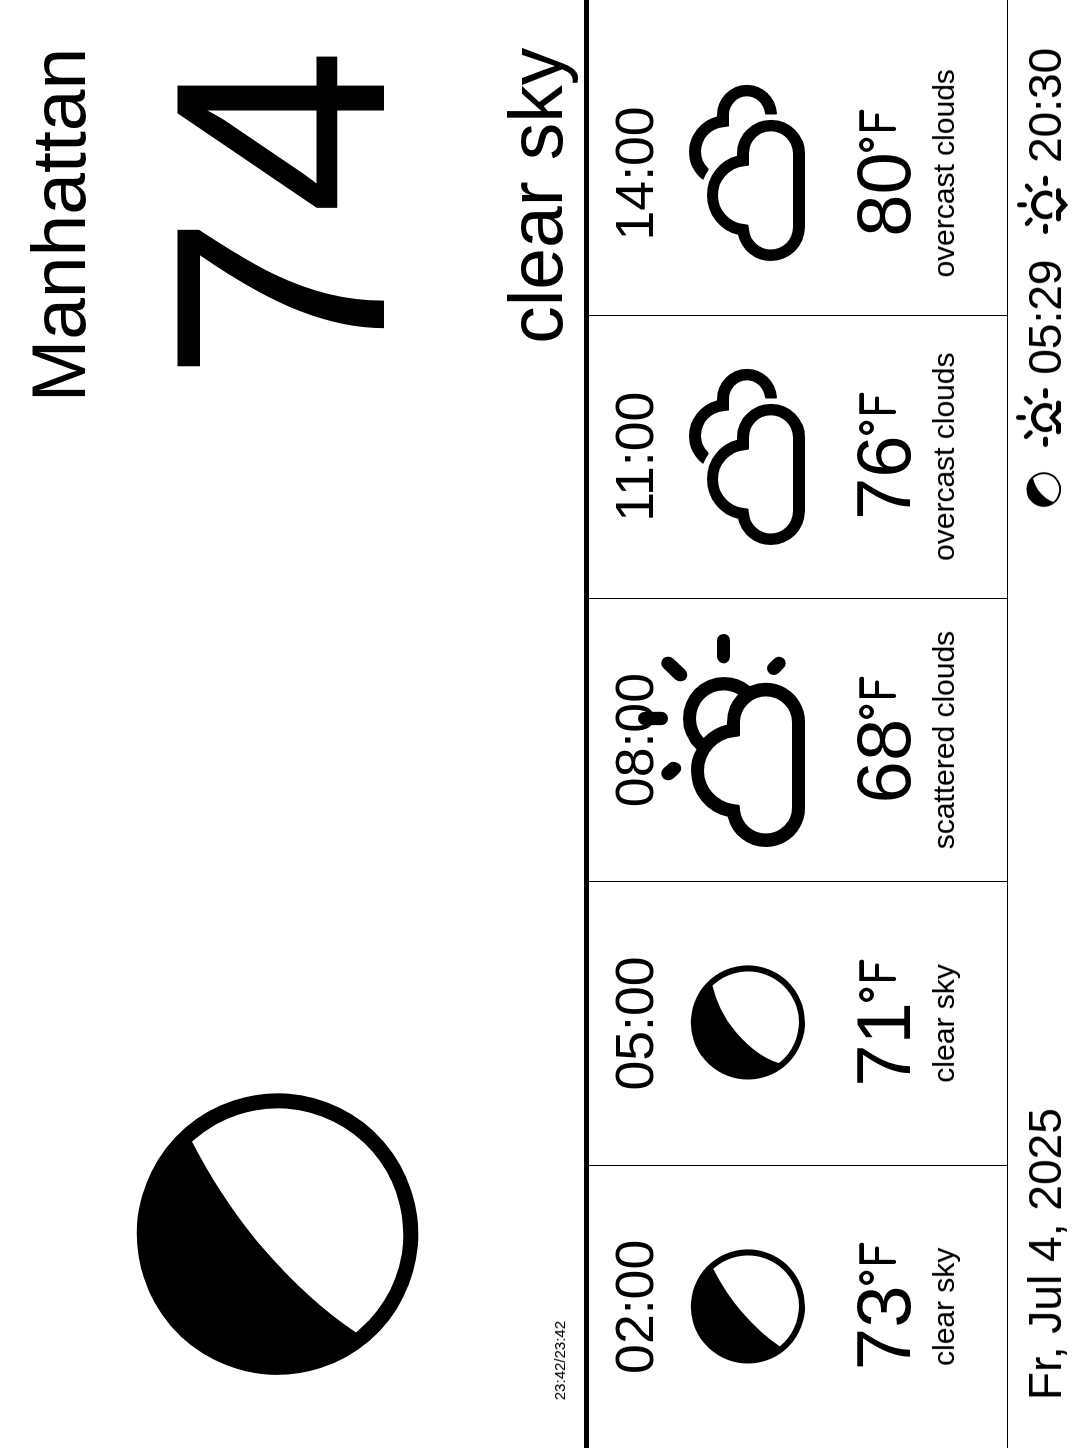 Manhattan
74
clear sky
23:42/23:42
02:00 05:00 08:00 11:00 14:00
73°F 71°F 68°F 76°F 80°F
clear sky clear sky scattered clouds overcast clouds overcast clouds
Fr, Jul 4, 2025 05:29 20:30